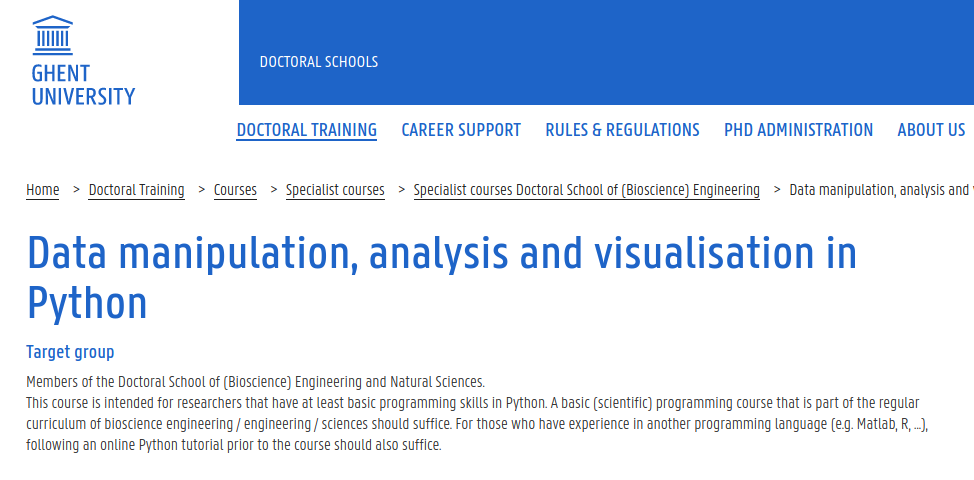 GHENT
UNIVERSITY
DOCTORAL SCHOOLS
DOCTORAL TRAINING CAREER SUPPORT RULES & REGULATIONS PHD ADMINISTRATION ABOUT US
Home > Doctoral Training > Courses > Specialist courses > Specialist courses Doctoral School of (Bioscience) Engineering > Data manipulation, analysis and
Data manipulation, analysis and visualisation in
Python
Target group
Members of the Doctoral School of (Bioscience) Engineering and Natural Sciences.
This course is intended for researchers that have at least basic programming skills in Python. A basic (scientific) programming course that is part of the regular
curriculum of bioscience engineering / engineering / sciences should suffice. For those who have experience in another programming language (e.g. Matlab, R, ...),
following an online Python tutorial prior to the course should also suffice.